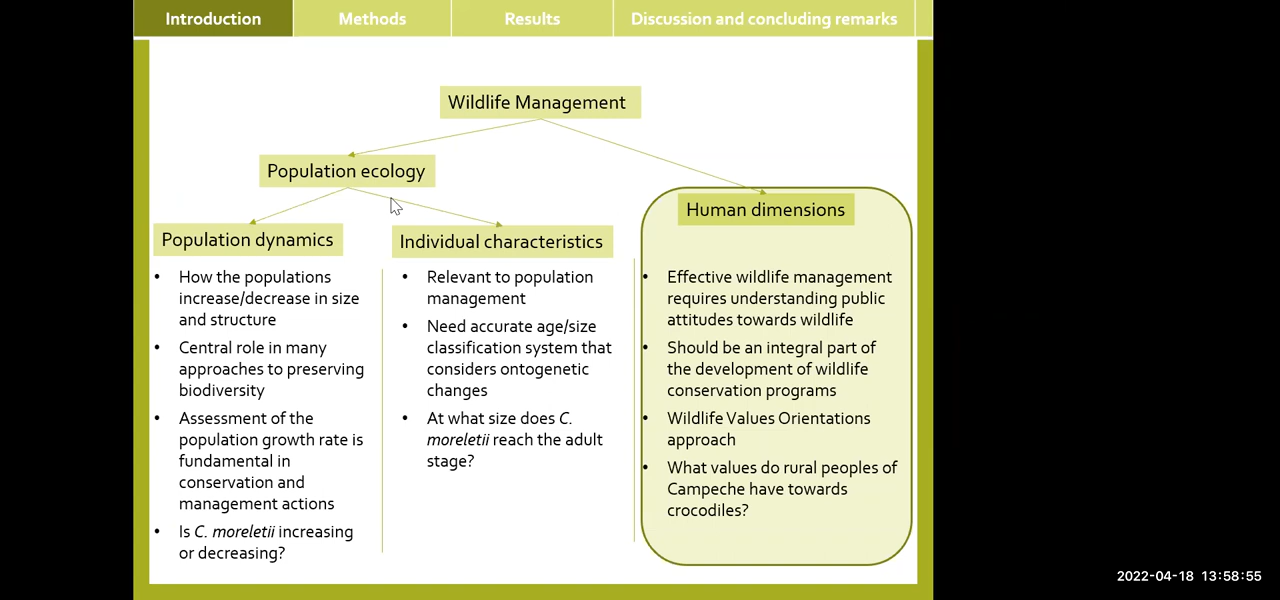 Introduction
Methods
Results
Discussion and concluding remarks
Wildlife Management
Population ecology
Human dimensions
Population dynamics
Individual characteristics
• How the populations
increase/decrease in size
and structure
• Central role in many
approaches to preserving
biodiversity
• Assessment of the
population growth rate is
fundamental in
conservation and
management actions
• Is C. moreletii increasing
or decreasing?
• Relevant to population
management
• Need accurate age/size
classification system that
considers ontogenetic
changes
• At what size does C.
moreletii reach the adult
stage?
• Effective wildlife management
requires understanding public
attitudes towards wildlife
• Should be an integral part of
the development of wildlife
conservation programs
• Wildlife Values Orientations
approach
• What values do rural peoples of
Campeche have towards
crocodiles?
2022-04-18 13:58:55